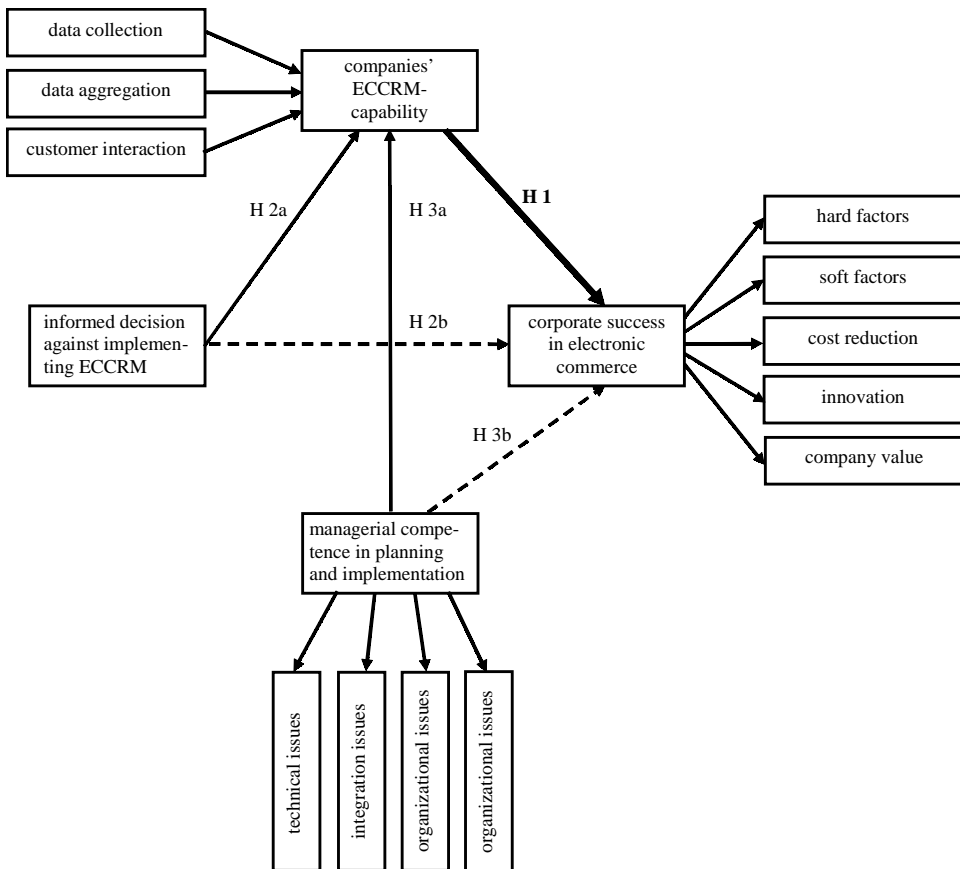 data collection
data aggregation
customer interaction
companies’
ECCRM-
capability
H 2a
H 3a
H 1
hard factors
soft factors
cost reduction
innovation
company value
informed decision
against implemen-
ting ECCRM
H 2b
corporate success
in electronic
commerce
H 3b
managerial compe-
tence in planning
and implementation
technical issues
integration issues
organizational issues
organizational issues